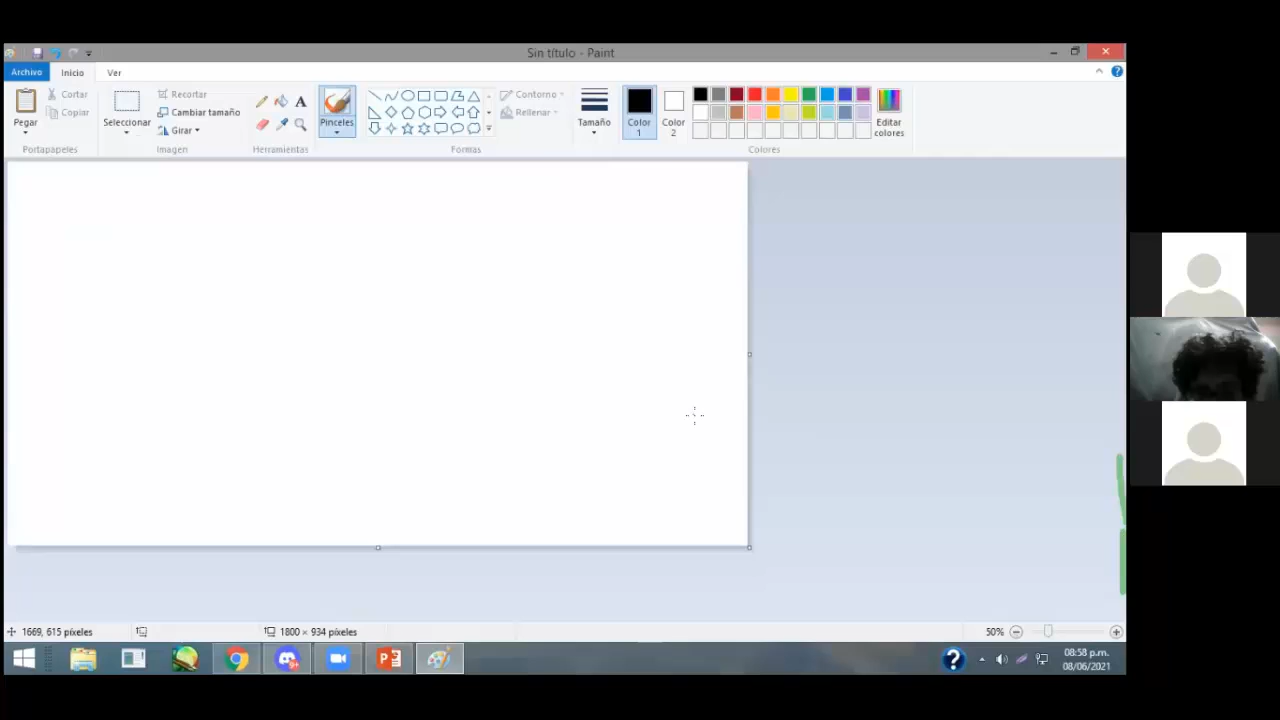 Sin título - Paint
Archivo Inicio Ver
Pegar
Cortar
Copiar
Portapapeles
Seleccionar
Recortar
Cambiar tamaño
Girar
Imagen
A
Herramientas
Pinceles
Contorno
Rellenar
Formas
Tamaño
Color 1
Color 2
Editar colores
Colores
1669, 615 píxeles
1800 × 934 píxeles
50%
08:58 p.m.
08/06/2021